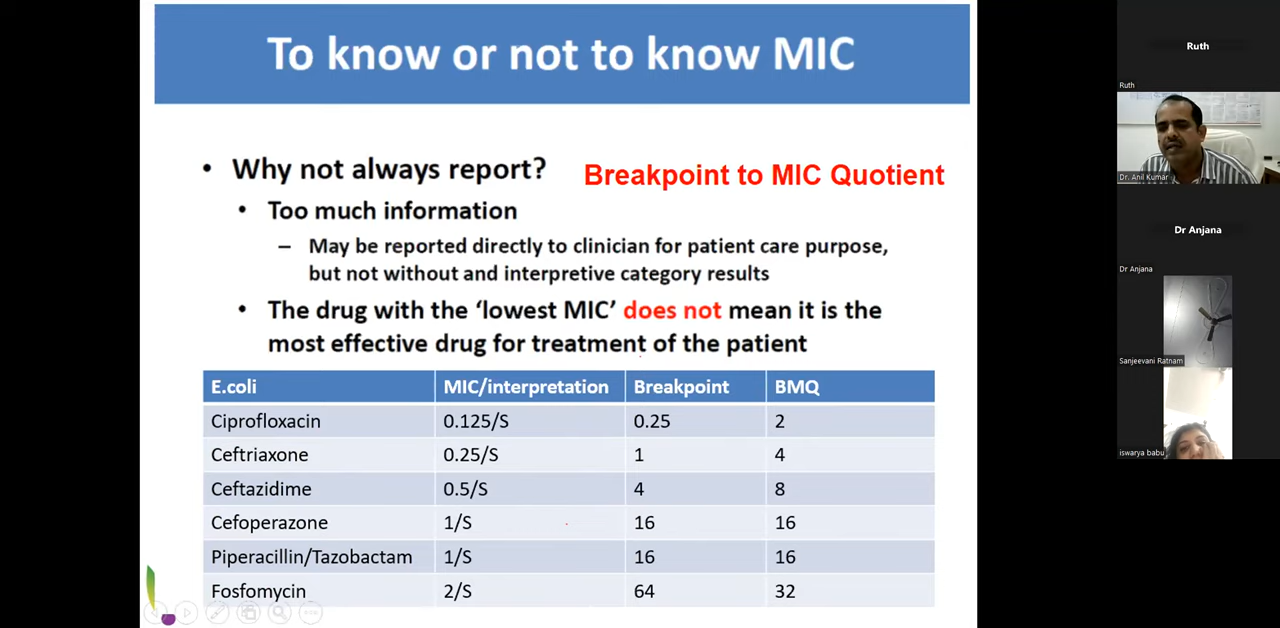 To know or not to know MIC
• Why not always report?
Breakpoint to MIC Quotient
• Too much information
– May be reported directly to clinician for patient care purpose,
but not without and interpretive category results
• The drug with the ‘lowest MIC’ does not mean it is the
most effective drug for treatment of the patient
E.coli MIC/interpretation Breakpoint BMQ
Ciprofloxacin 0.125/S 0.25 2
Ceftriaxone 0.25/S 1 4
Ceftazidime 0.5/S 4 8
Cefoperazone 1/S 16 16
Piperacillin/Tazobactam 1/S 16 16
Fosfomycin 2/S 64 32
Ruth
Ruth
Dr. Anil Kumar
Dr Anjana
Dr Anjana
Sanjeevani Ratnam
iswarya babu